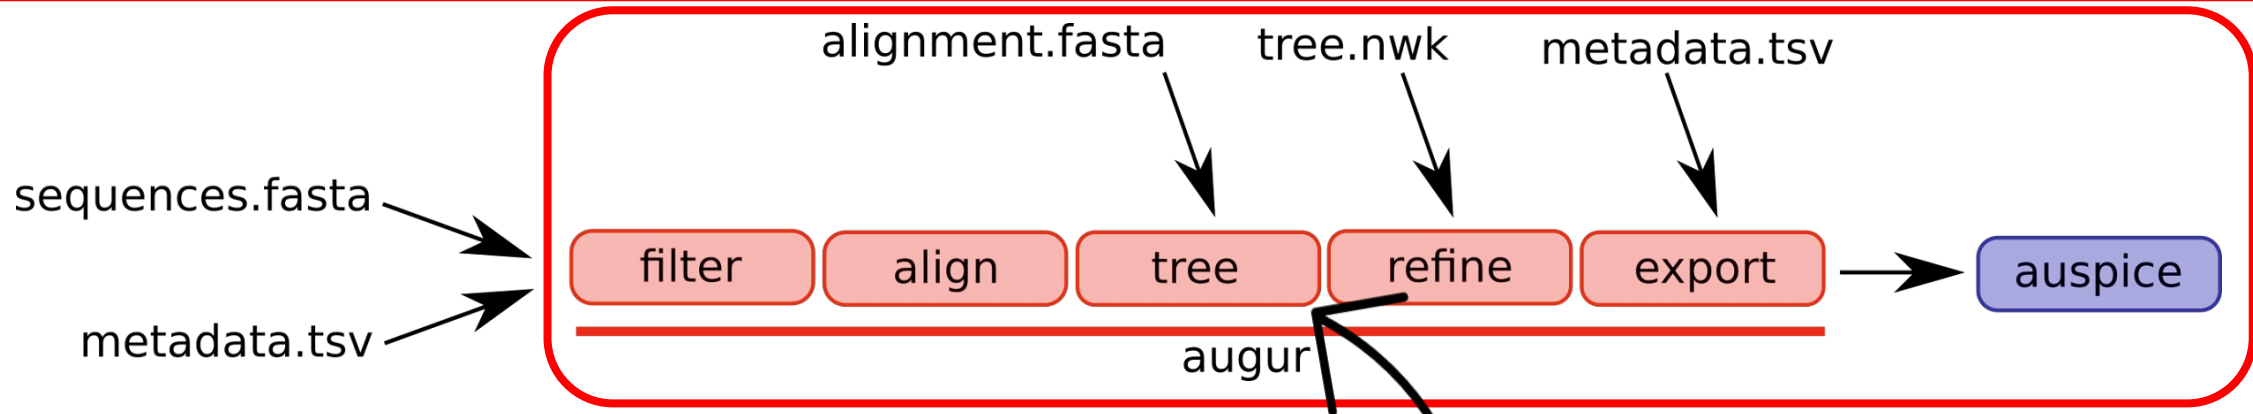 alignment.fasta
tree.nwk
metadata.tsv
sequences.fasta
metadata.tsv
filter
align
tree
refine
export
auspice
augur